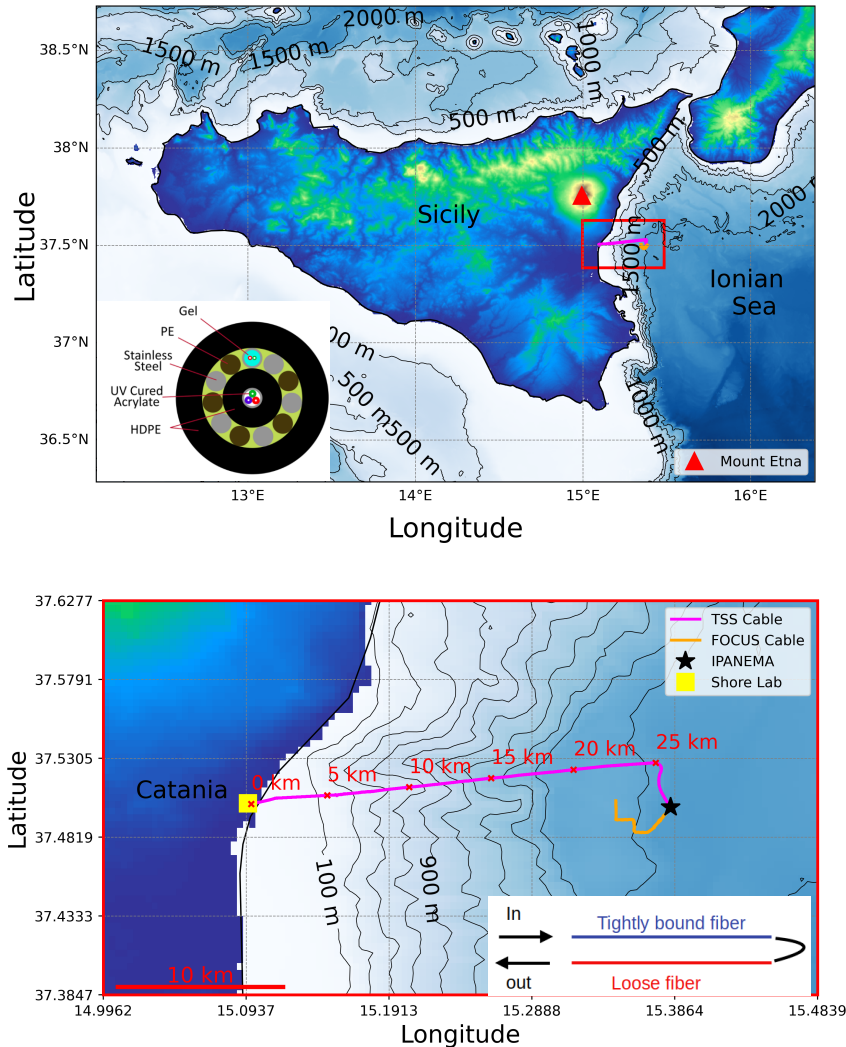 38.5°N
38°N
37.5°N
37°N
36.5°N
Latitude
2000 m
1500 m
1500 m
1000 m
500 m
500 m
2000 m
Sicily
1500 m
Ionian
Sea
00 m
500 m
500 m
1000 m
Gel
PE
Stainless
Steel
UV Cured
Acrylate
HDPE
Mount Etna
13°E
14°E
15°E
16°E
Longitude
37.6277
37.5791
37.5305
37.4819
37.4333
37.3847
Latitude
TSS Cable
FOCUS Cable
IPANEMA
Shore Lab
Catania
0 km
5 km
10 km
15 km
20 km
25 km
100 m
900 m
In
out
Tightly bound fiber
Loose fiber
10 km
14.9962
15.0937
15.1913
15.2888
15.3864
15.4839
Longitude